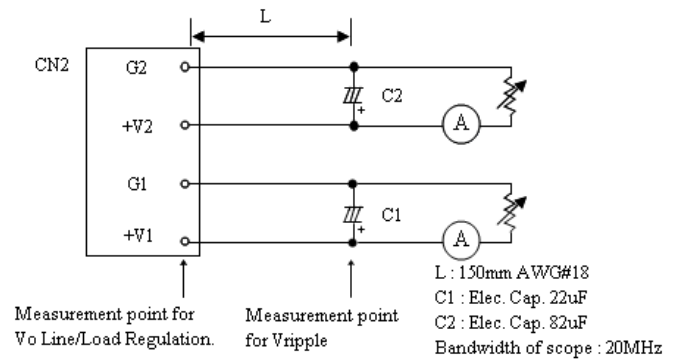 L
CN2
G2
C2
+
A
+V2
G1
C1
+
A
+V1
L : 150mm AWG#18
C1 : Elec. Cap. 22uF
C2 : Elec. Cap. 82uF
Bandwidth of scope : 20MHz
Measurement point for
Vo Line/Load Regulation.
Measurement point
for Vripple